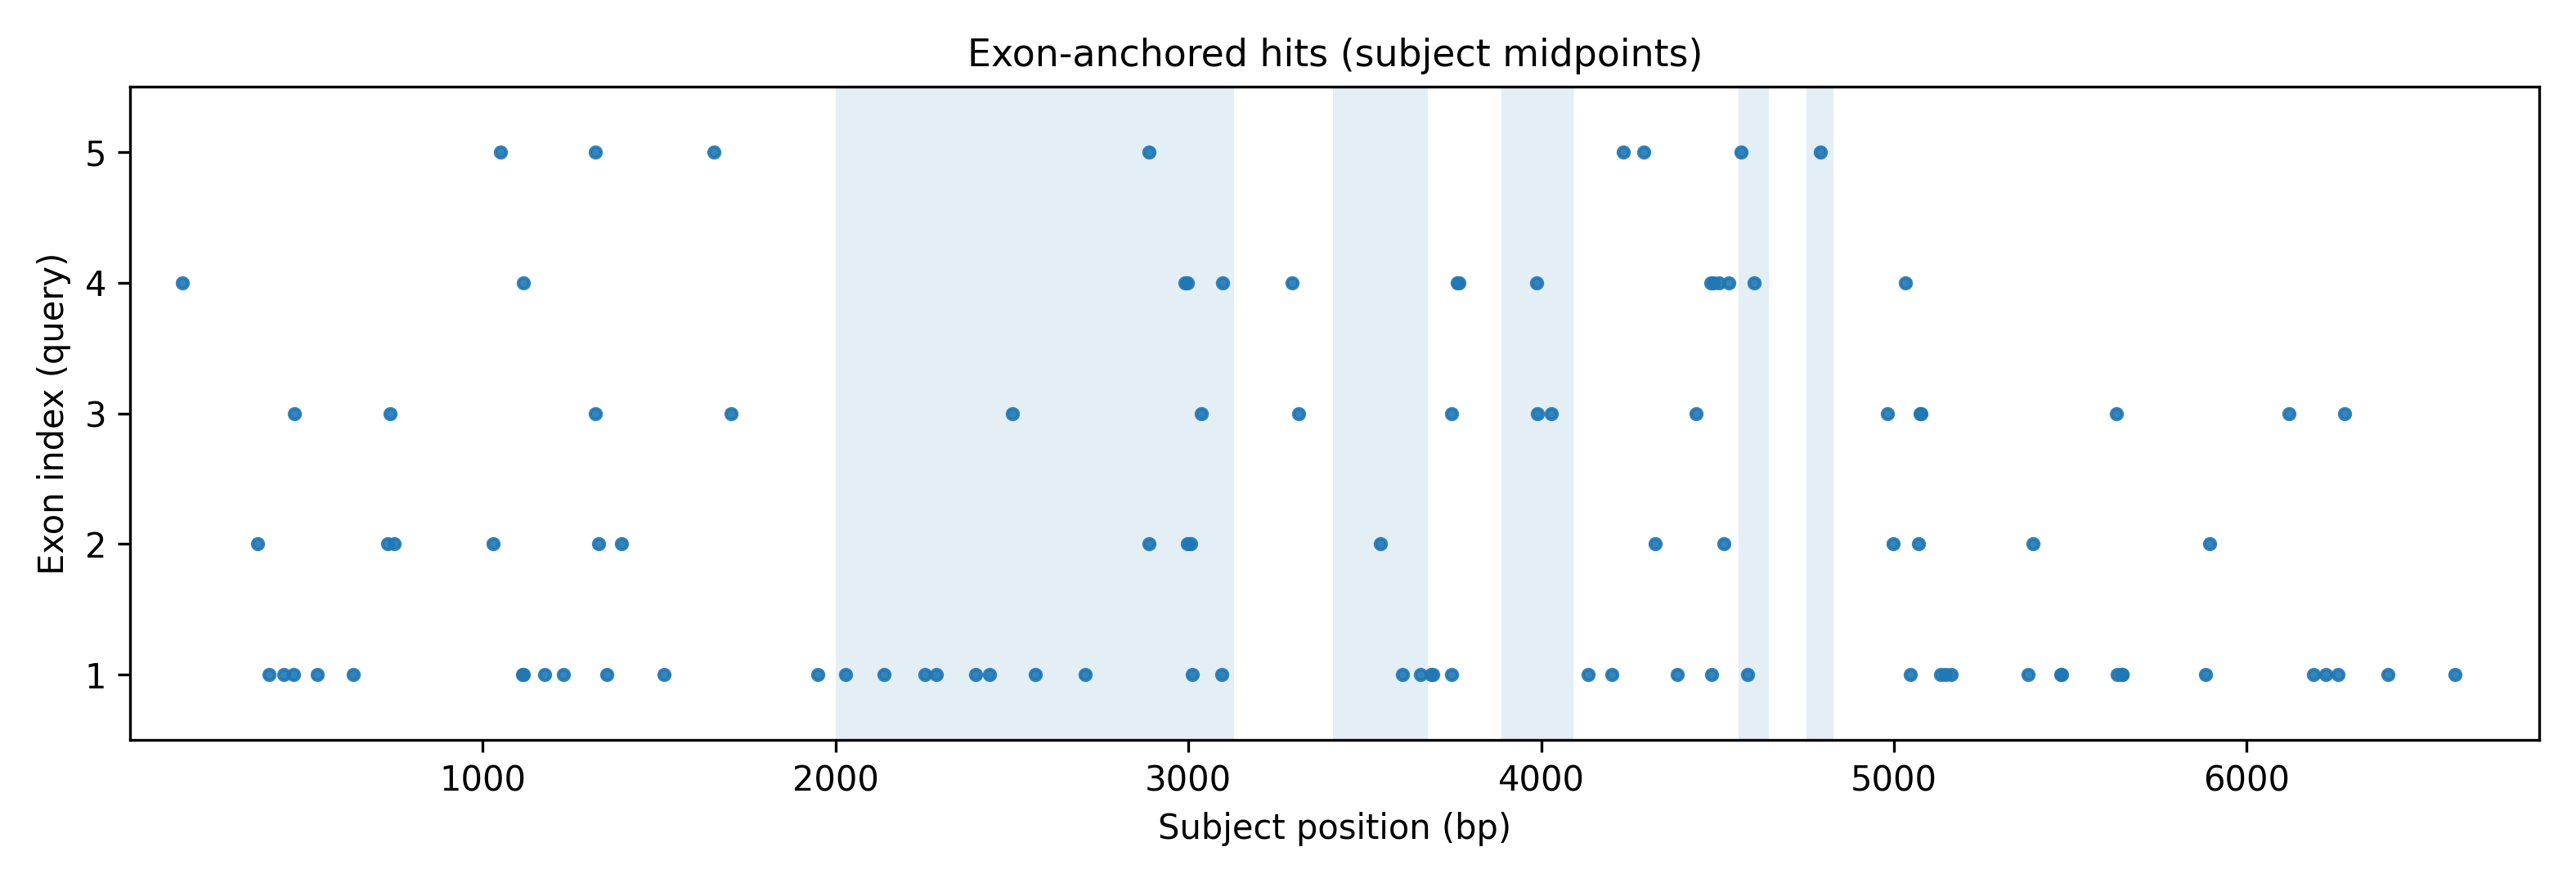 Exon-anchored hits (subject midpoints)
Exon index (query)
5
4
3
2
1
1000 2000 3000 4000 5000 6000
Subject position (bp)